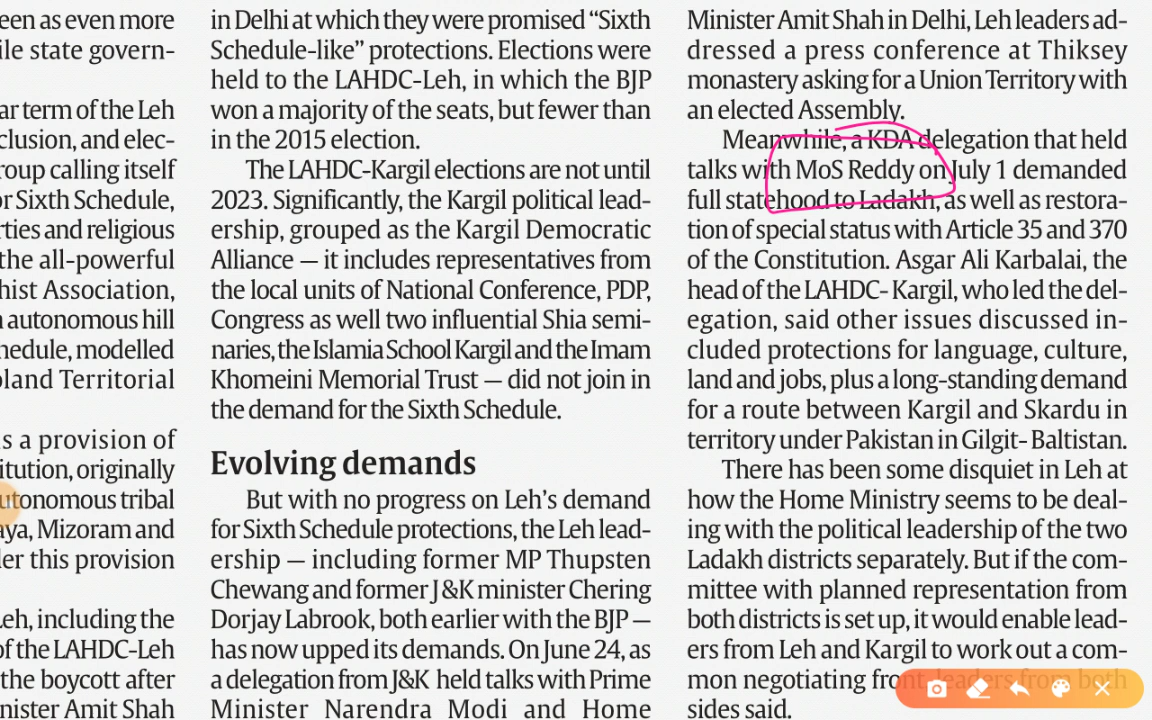 een as even more
ile state govern-
ar term of the Leh
clusion, and elec-
roup calling itself
or Sixth Schedule,
rties and religious
the all-powerful
hist Association,
autonomous hill
hedule, modelled
oland Territorial
s a provision of
itution, originally
utonomous tribal
aya, Mizoram and
er this provision
Leh, including the
of the LAHDC-Leh
the boycott after
nister Amit Shah
in Delhi at which they were promised “Sixth
Schedule-like” protections. Elections were
held to the LAHDC-Leh, in which the BJP
won a majority of the seats, but fewer than
in the 2015 election.
The LAHDC-Kargil elections are not until
2023. Significantly, the Kargil political lead-
ership, grouped as the Kargil Democratic
Alliance — it includes representatives from
the local units of National Conference, PDP,
Congress as well two influential Shia semi-
naries, the Islamia School Kargil and the Imam
Khomeini Memorial Trust — did not join in
the demand for the Sixth Schedule.
Evolving demands
But with no progress on Leh’s demand
for Sixth Schedule protections, the Leh lead-
ership — including former MP Thupsten
Chewang and former J&K minister Chering
Dorjay Labrook, both earlier with the BJP —
has now upped its demands. On June 24, as
a delegation from J&K held talks with Prime
Minister Narendra Modi and Home
Minister Amit Shah in Delhi, Leh leaders ad-
dressed a press conference at Thiksey
monastery asking for a Union Territory with
an elected Assembly.
Meanwhile, a KDA delegation that held
talks with MoS Reddy on July 1 demanded
full statehood to Ladakh, as well as restora-
tion of special status with Article 35 and 370
of the Constitution. Asgar Ali Karbalai, the
head of the LAHDC- Kargil, who led the del-
egation, said other issues discussed in-
cluded protections for language, culture,
land and jobs, plus a long-standing demand
for a route between Kargil and Skardu in
territory under Pakistan in Gilgit- Baltistan.
There has been some disquiet in Leh at
how the Home Ministry seems to be deal-
ing with the political leadership of the two
Ladakh districts separately. But if the com-
mittee with planned representation from
both districts is set up, it would enable lead-
ers from Leh and Kargil to work out a com-
mon negotiating front, leaders from both
sides said.